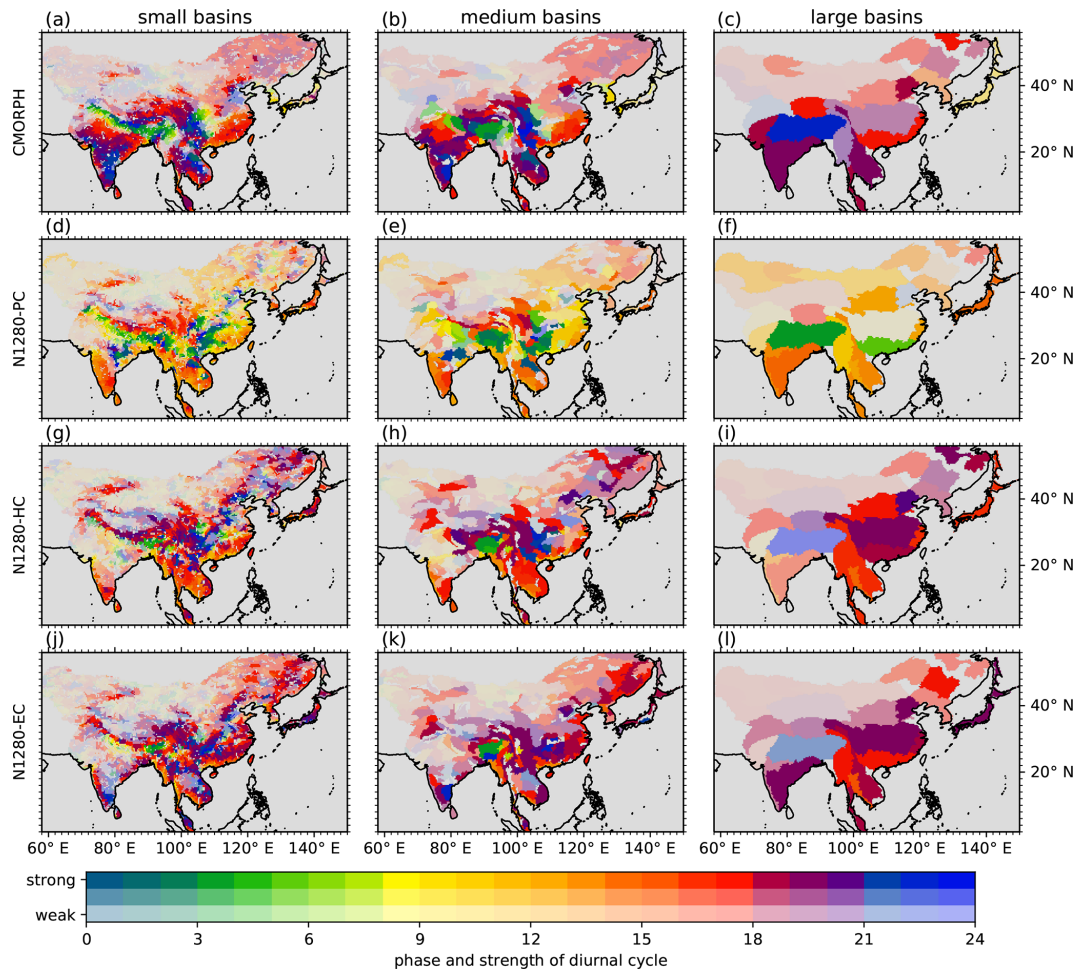 small basins
medium basins
large basins
(a)
(b)
(c)
CMORPH
40° N
20° N
(d)
(e)
(f)
N1280-PC
40° N
20° N
(g)
(h)
(i)
N1280-HC
40° N
20° N
(j)
(k)
(l)
N1280-EC
40° N
20° N
60° E 80° E 100° E 120° E 140° E
60° E 80° E 100° E 120° E 140° E
60° E 80° E 100° E 120° E 140° E
strong
weak
0 3 6 9 12 15 18 21 24
phase and strength of diurnal cycle